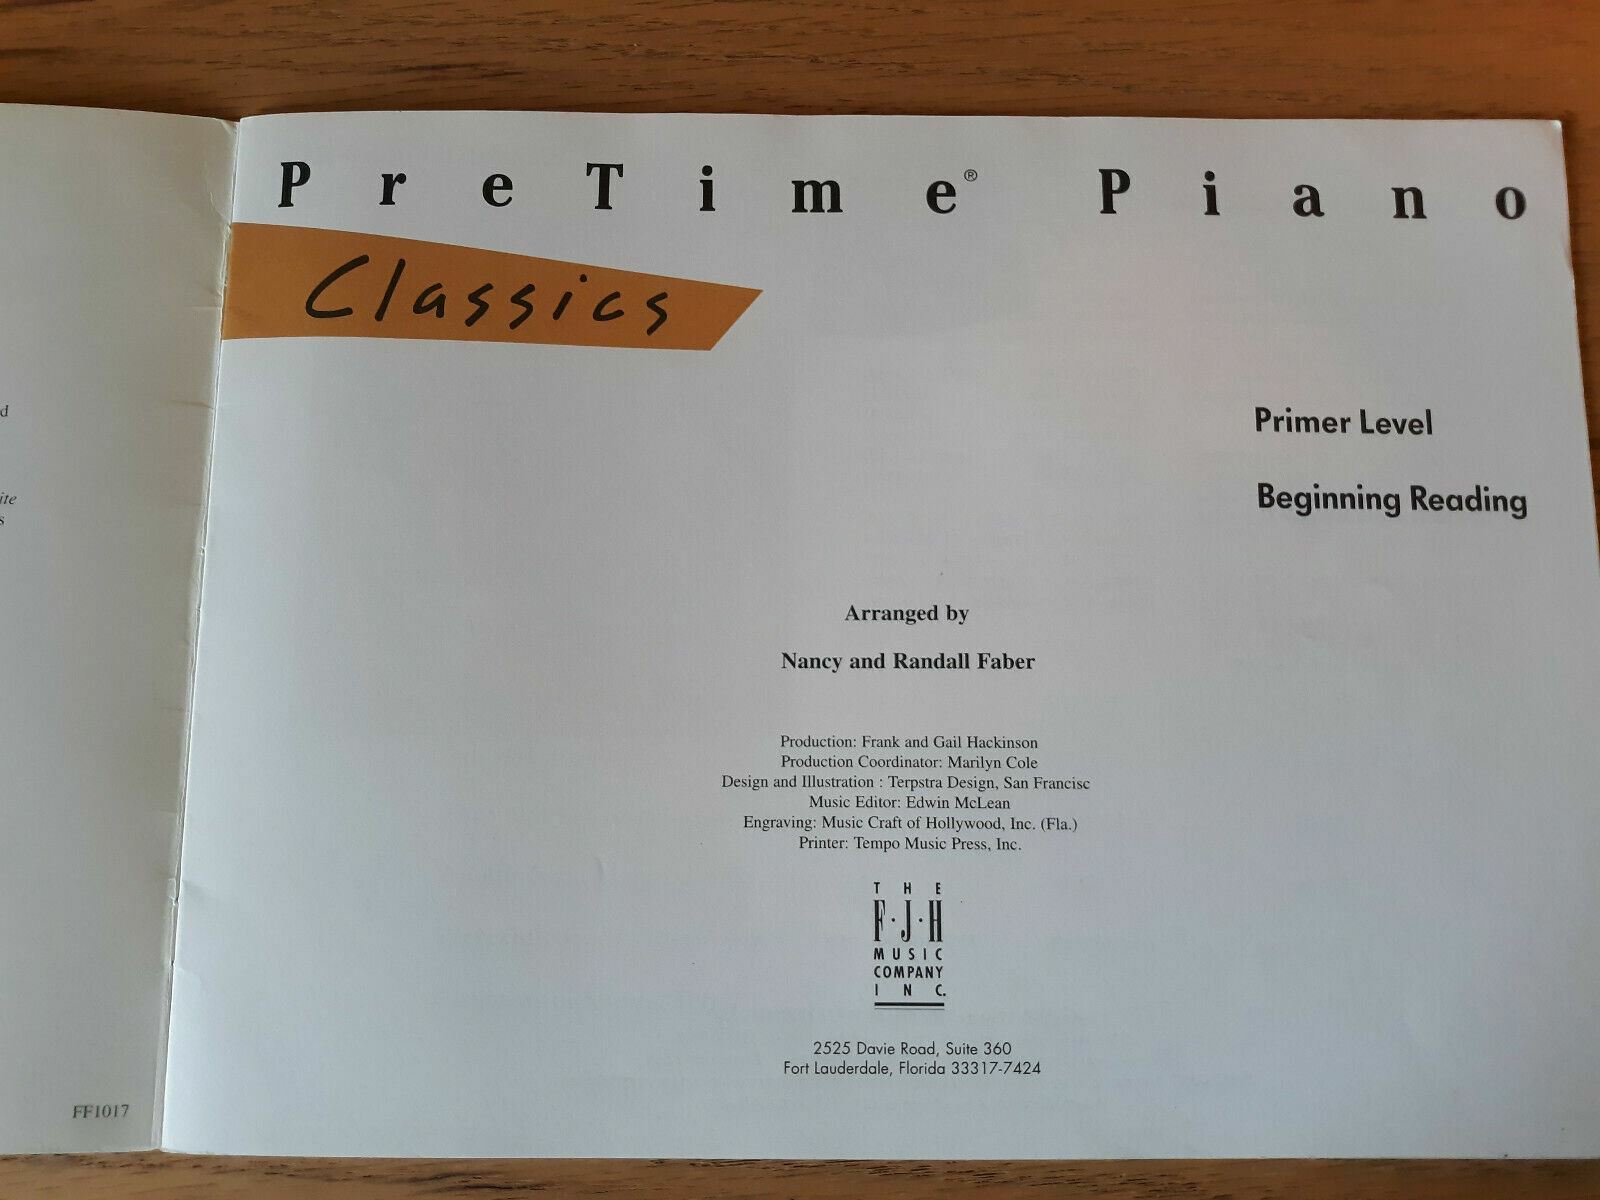 d
ite
s
FF1017
PreTime® Piano
Classics
Primer Level
Beginning Reading
Arranged by
Nancy and Randall Faber
Production: Frank and Gail Hackinson
Production Coordinator: Marilyn Cole
Design and Illustration : Terpstra Design, San Francisc
Music Editor: Edwin McLean
Engraving: Music Craft of Hollywood, Inc. (Fla.)
Printer: Tempo Music Press, Inc.
THE
F·J·H
MUSIC
COMPANY
INC.
2525 Davie Road, Suite 360
Fort Lauderdale, Florida 33317-7424